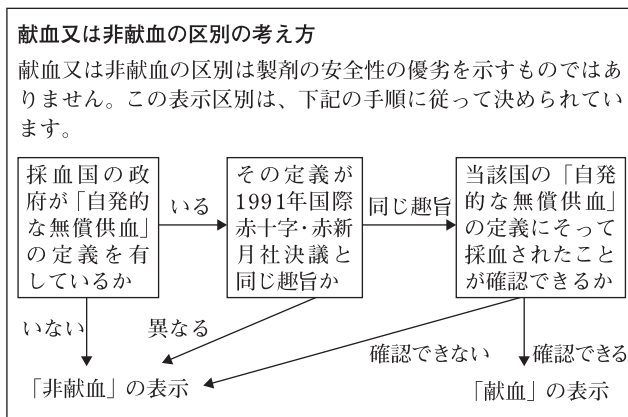 献血又は非献血の区別の考え方
献血又は非献血の区別は製剤の安全性の優劣を示すものではあ
りません。この表示区別は、下記の手順に従って決められてい
ます。
採血国の政
府が「自発的
な無償供血」
の定義を有
しているか
いる
その定義が
1991年国際
赤十字・赤新
月社決議と
同じ趣旨か
同じ趣旨
当該国の「自発
的な無償供血」
の定義にそって
採血されたこと
が確認できるか
いない
異なる
確認できない
確認できる
「非献血」の表示
「献血」の表示